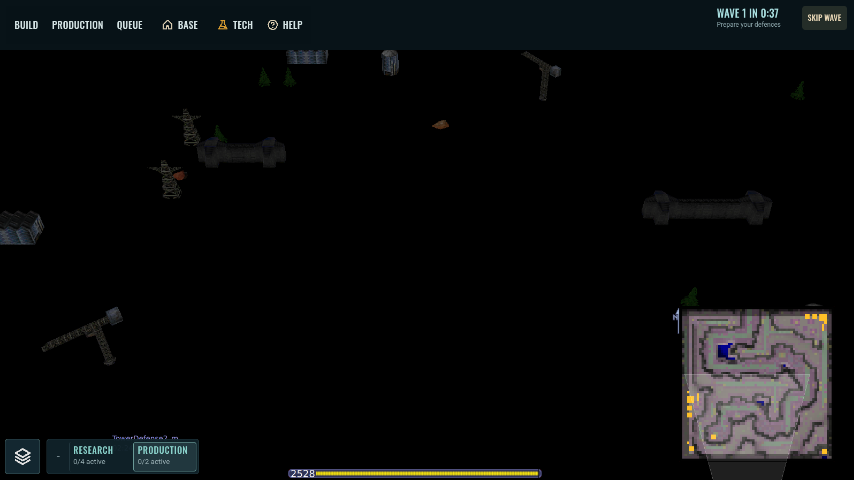 BUILD PRODUCTION QUEUE BASE TECH HELP
WAVE 1 IN 0:37
Prepare your defences
SKIP WAVE
TowerDefense2_m
- RESEARCH
0/4 active
PRODUCTION
0/2 active
2528